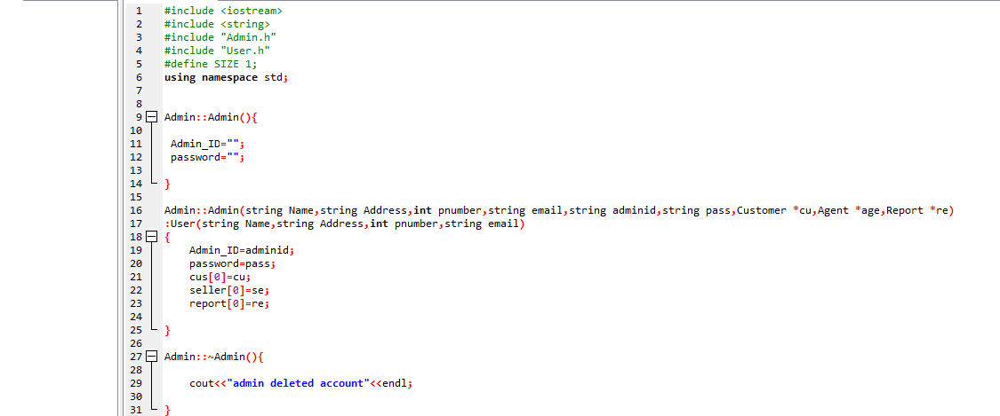 1 #include <iostream>
2 #include <string>
3 #include "Admin.h"
4 #include "User.h"
5 #define SIZE 1;
6 using namespace std;
7
8
9 Admin::Admin(){
10
11 Admin_ID="";
12 password="";
13
14 }
15
16 Admin::Admin(string Name,string Address,int pnumber,string email,string adminid,string pass,Customer *cu,Agent *age,Report *re)
17 :User(string Name,string Address,int pnumber,string email)
18 {
19 Admin_ID=adminid;
20 password=pass;
21 cus[0]=cu;
22 seller[0]=se;
23 report[0]=re;
24
25 }
26
27 Admin::~Admin(){
28
29 cout<<"admin deleted account"<<endl;
30
31 }